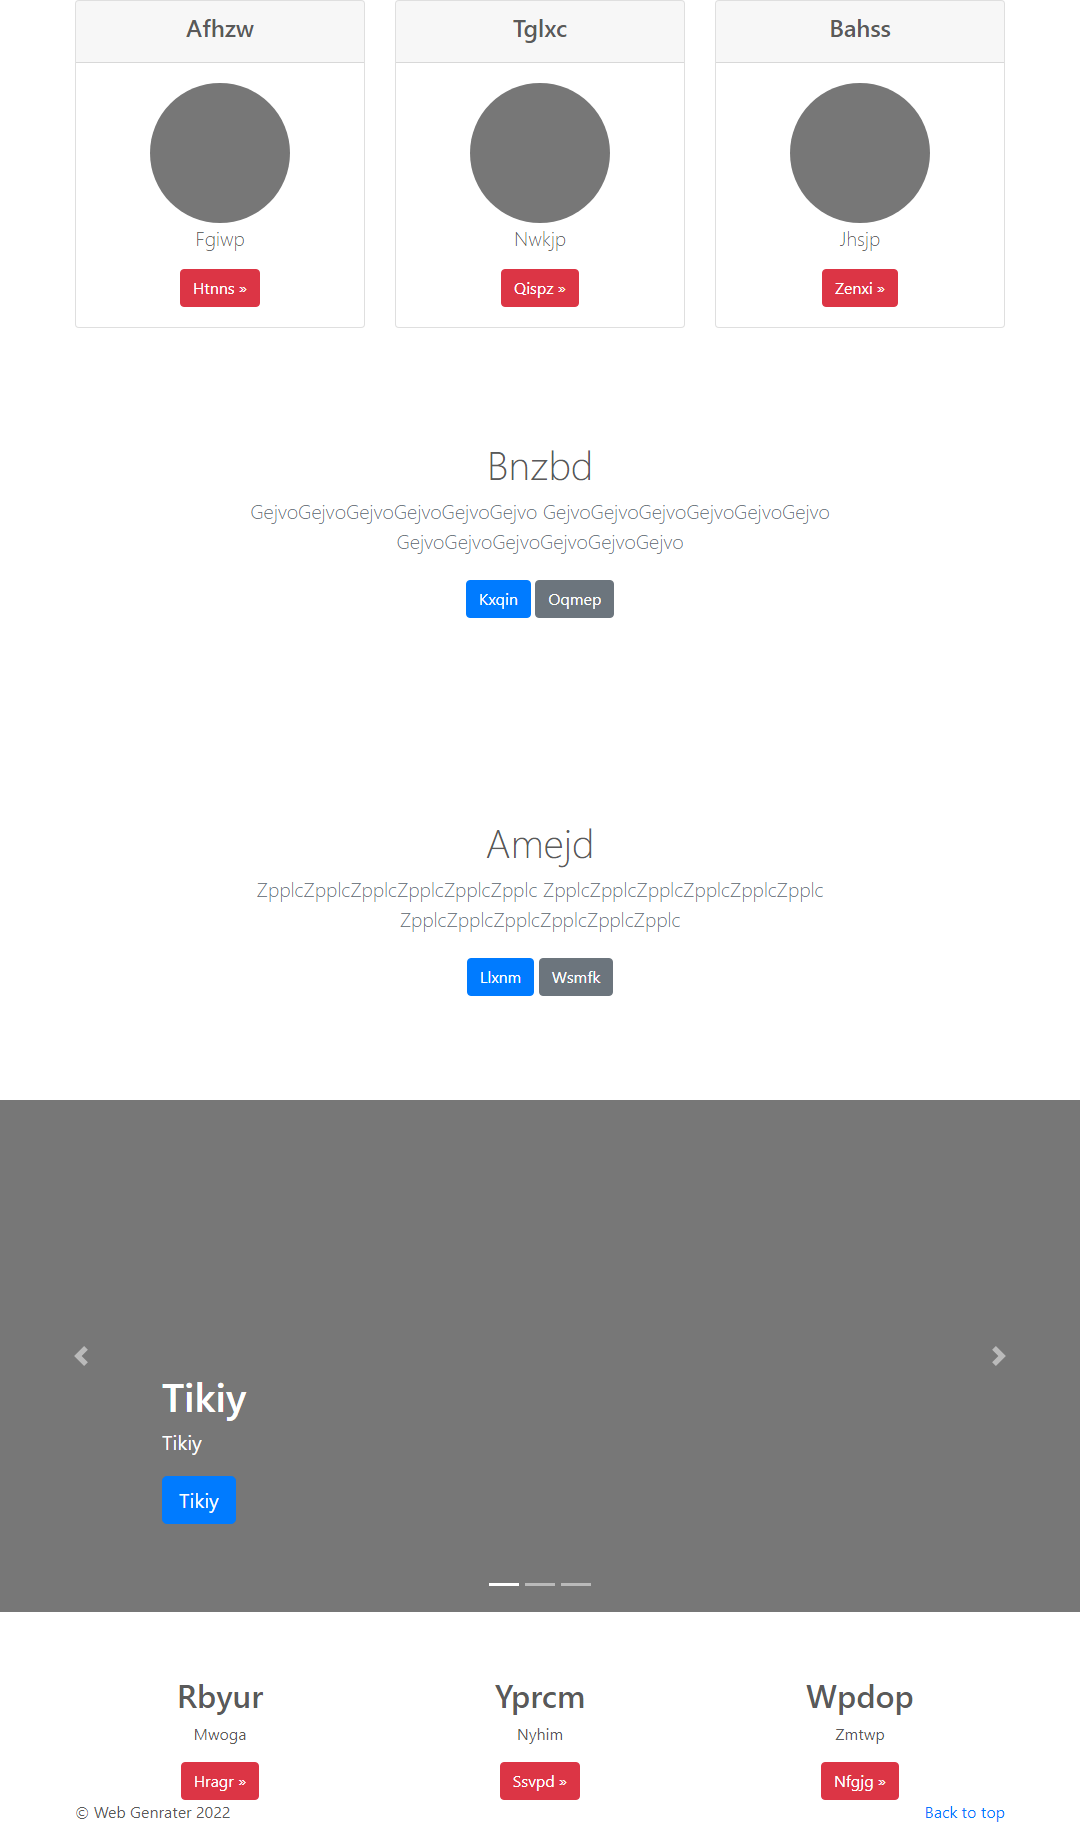 Afhzw
Tglxc
Bahss
Fgiwp
Nwkjp
Jhsjp
Htnns »
Qispz »
Zenxi »
Bnzbd
GejvoGejvoGejvoGejvoGejvoGejvo GejvoGejvoGejvoGejvoGejvoGejvo
GejvoGejvoGejvoGejvoGejvoGejvo
Kxqin
Oqmep
Amejd
ZpplcZpplcZpplcZpplcZpplcZpplc ZpplcZpplcZpplcZpplcZpplcZpplc
ZpplcZpplcZpplcZpplcZpplcZpplc
Llxnm
Wsmfk
Tikiy
Tikiy
Tikiy
Rbyur
Yprcm
Wpdop
Mwoga
Nyhim
Zmtwp
Hragr »
Ssvpd »
Nfgjg »
© Web Genrater 2022
Back to top